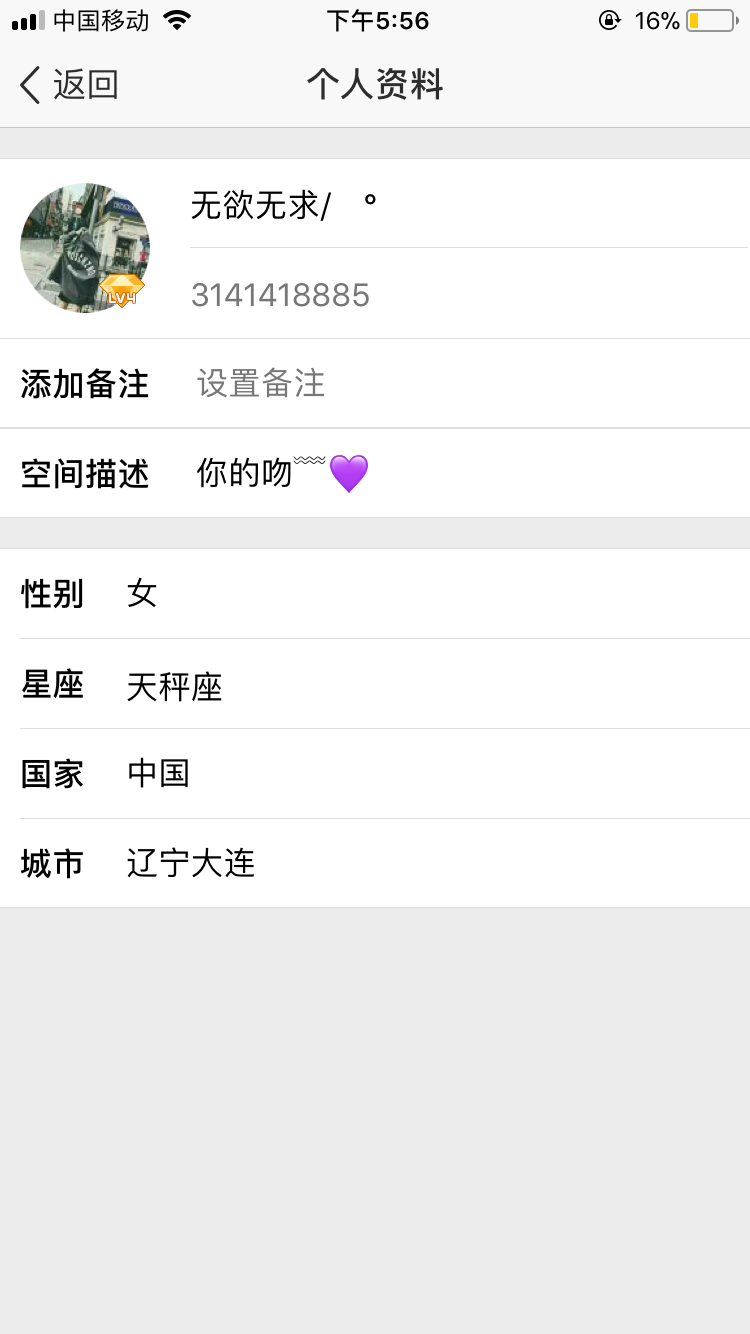 中国移动 下午5:56 16%
返回 个人资料
无欲无求/ °
LV4
3141418885
添加备注 设置备注
空间描述 你的吻﹋﹋💜
性别 女
星座 天秤座
国家 中国
城市 辽宁大连